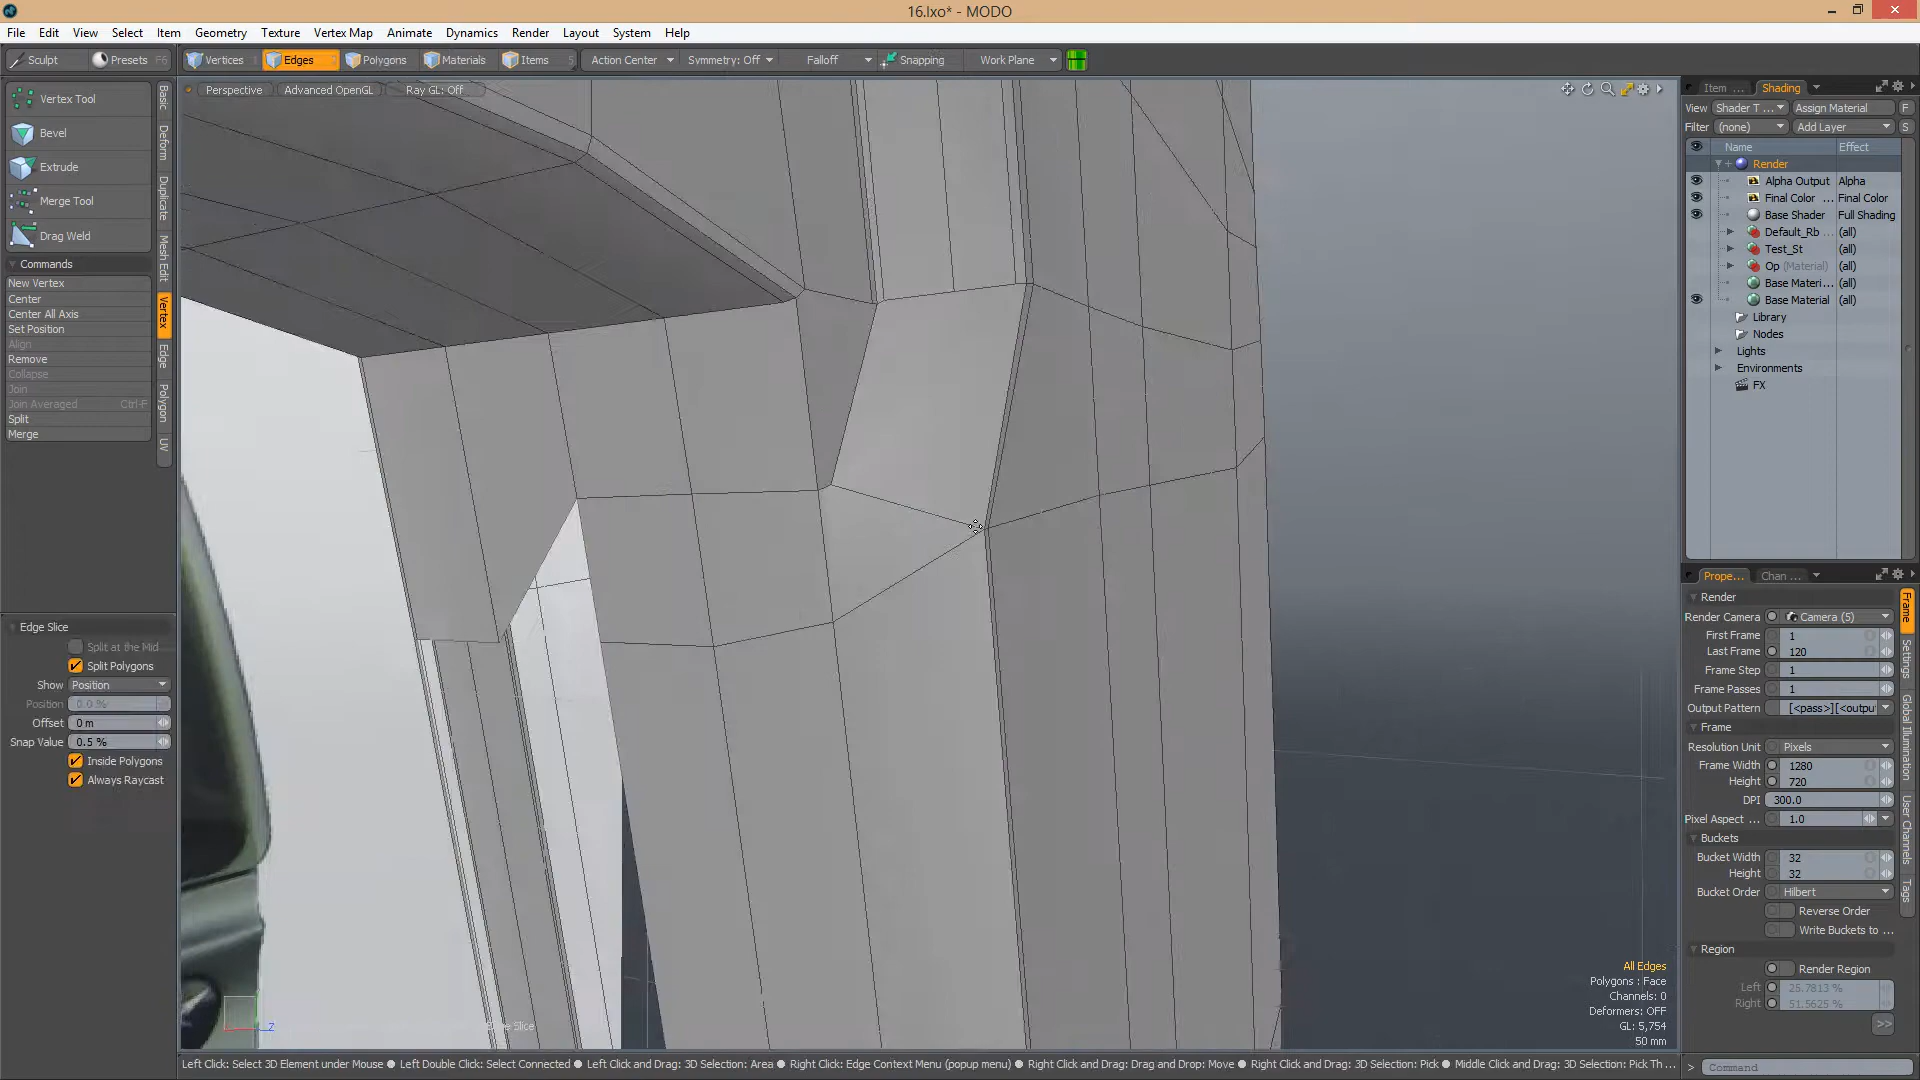 16.lxo* - MODO
File Edit View Select Item Geometry Texture Vertex Map Animate Dynamics Render Layout System Help
Sculpt Presets F6 Vertices 1 Edges Polygons Materials Items 5 Action Center Symmetry: Off Falloff Snapping Work Plane
Perspective Advanced OpenGL Ray GL: Off
Vertex Tool
Bevel
Extrude
Merge Tool
Drag Weld
Commands
New Vertex
Center
Center All Axis
Set Position
Align
Remove
Collapse
Join
Join Averaged Ctrl-F
Split
Merge
Basic
Deform
Duplicate
Mesh Edit
Vertex
Edge
Polygon
UV
Edge Slice
Split at the Mid
Split Polygons
Show Position
Position 0.0 %
Offset 0 m
Snap Value 0.5 %
Inside Polygons
Always Raycast
Z
Slice
All Edges
Polygons : Face
Channels: 0
Deformers: OFF
GL: 5,754
50 mm
Left Click: Select 3D Element under Mouse ● Left Double Click: Select Connected ● Left Click and Drag: 3D Selection: Area ● Right Click: Edge Context Menu (popup menu) ● Right Click and Drag: Drag and Drop: Move ● Right Click and Drag: 3D Selection: Pick ● Middle Click and Drag: 3D Selection: Pick Th ...
Item ... Shading
View Shader T ... Assign Material F
Filter (none) Add Layer S
Name Effect
Render
Alpha Output Alpha
Final Color ... Final Color
Base Shader Full Shading
Default_Rb ... (all)
Test_St (all)
Op (Material) (all)
Base Materi... (all)
Base Material (all)
Library
Nodes
Lights
Environments
FX
Prope... Chan ...
Render
Render Camera Camera (5)
First Frame 1
Last Frame 120
Frame Step 1
Frame Passes 1
Output Pattern [<pass>][<outpu
Frame
Resolution Unit Pixels
Frame Width 1280
Height 720
DPI 300.0
Pixel Aspect ... 1.0
Buckets
Bucket Width 32
Height 32
Bucket Order Hilbert
Reverse Order
Write Buckets to ...
Region
Render Region
Left 25.7813 %
Right 51.5625 %
>>
Frame
Settings
Global Illumination
User Channels
Tags
> Command